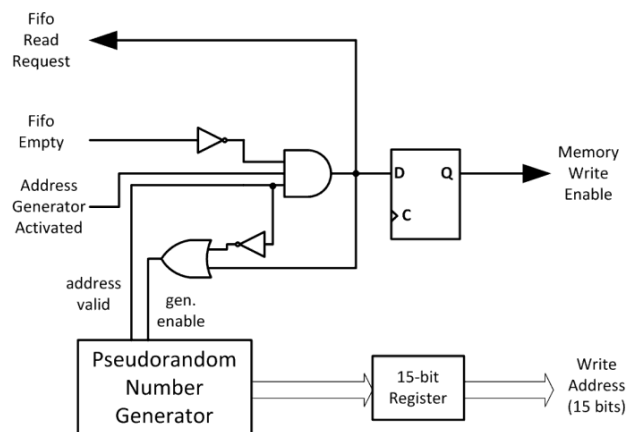 Fifo
Read
Request
Fifo
Empty
Address
Generator
Activated
D
Q
C
Memory
Write
Enable
address
valid
gen.
enable
Pseudorandom
Number
Generator
15-bit
Register
Write
Address
(15 bits)